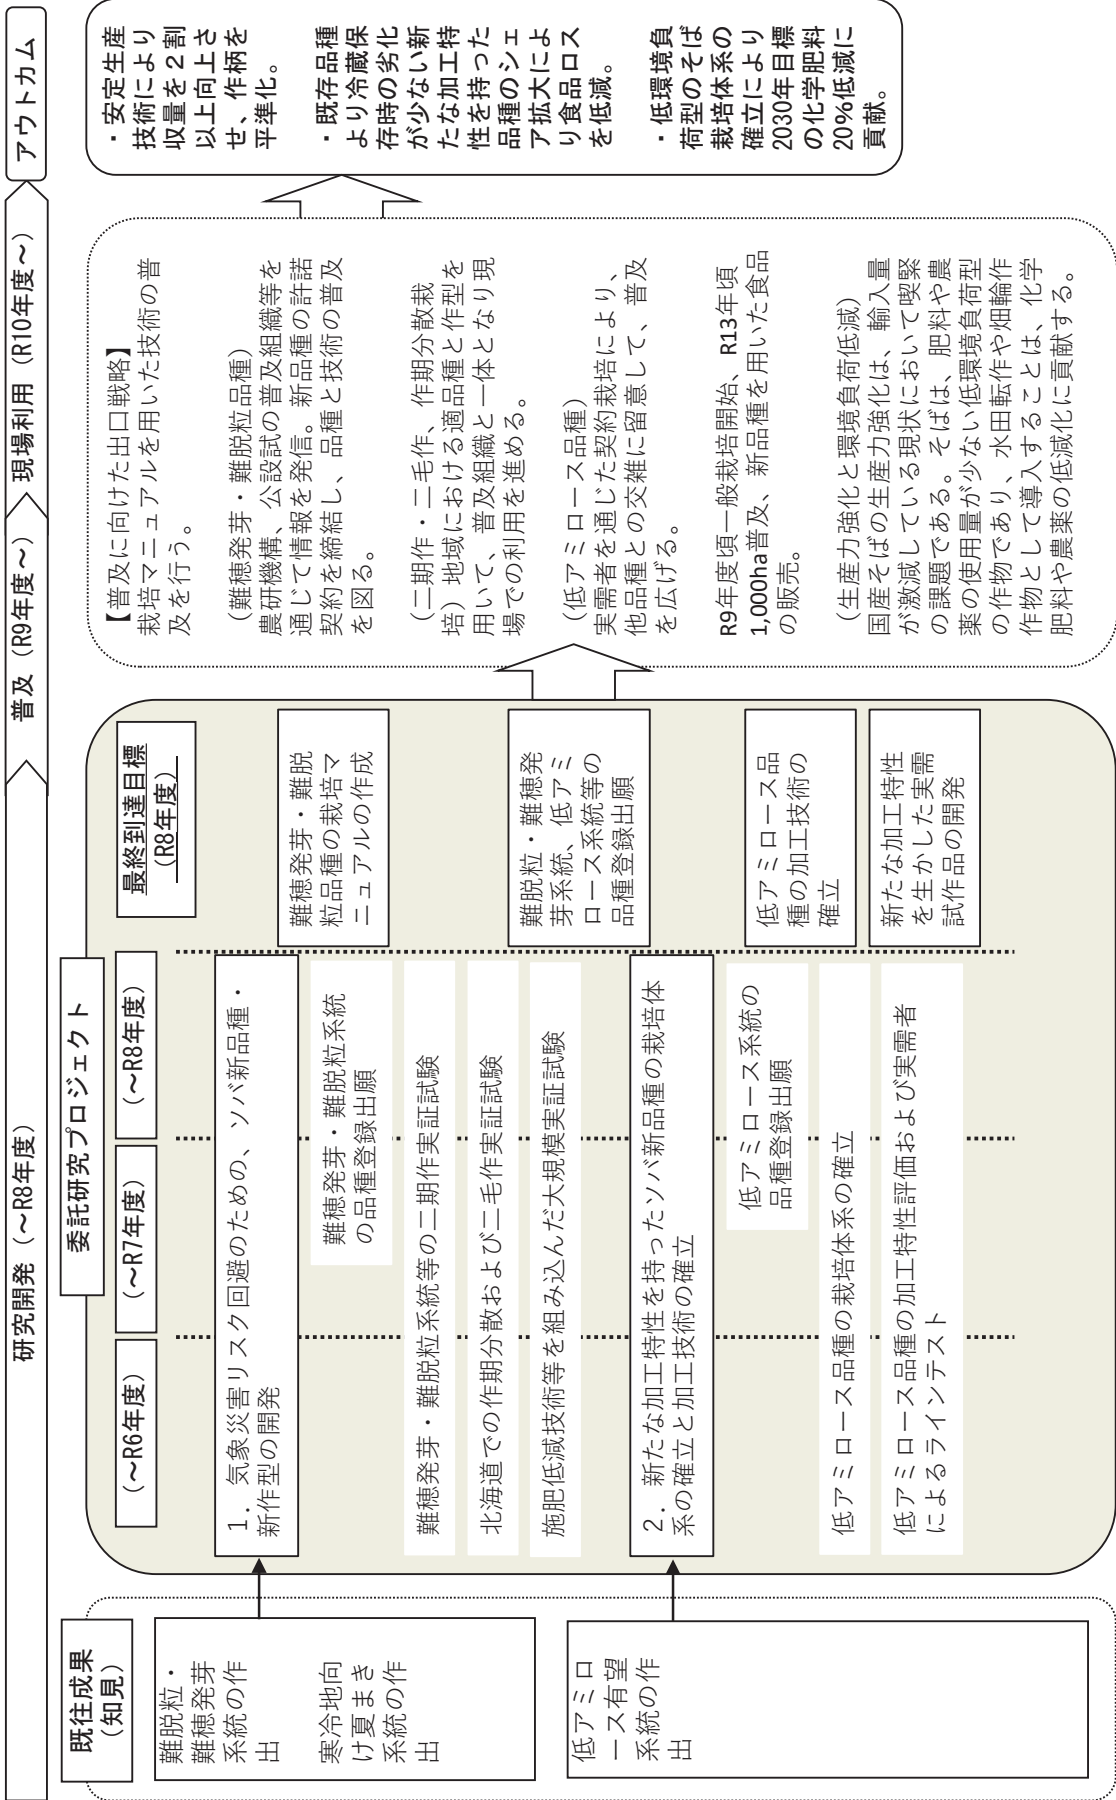 研究開発（～R8年度）
普及（R9年度～）
現場利用（R10年度～）
アウトカム
既往成果
（知見）
難脱粒・
難穂発芽
系統の作
出
寒冷地向
け夏まき
系統の作
出
低アミロ
ース有望
系統の作
出
委託研究プロジェクト
（～R6年度）
（～R7年度）
（～R8年度）
1．気象災害リスク回避のための、ソバ新品種・
新作型の開発
難穂発芽・難脱粒系統
の品種登録出願
難穂発芽・難脱粒系統等の二期作実証試験
北海道での作期分散および二毛作実証試験
施肥低減技術等を組み込んだ大規模実証試験
2．新たな加工特性を持ったソバ新品種の栽培体
系の確立と加工技術の確立
低アミロース系統の
品種登録出願
低アミロース品種の栽培体系の確立
低アミロース品種の加工特性評価および実需者
によるラインテスト
最終到達目標
（R8年度）
難穂発芽・難脱
粒品種の栽培マ
ニュアルの作成
難脱粒・難穂発
芽系統、低アミ
ロース系統等の
品種登録出願
低アミロース品
種の加工技術の
確立
新たな加工特性
を生かした実需
試作品の開発
【普及に向けた出口戦略】
栽培マニュアルを用いた技術の普
及を行う。
（難穂発芽・難脱粒品種）
農研機構、公設試の普及組織等を
通じて情報を発信。新品種の許諾
契約を締結し、品種と技術の普及
を図る。
（二期作・二毛作、作期分散栽
培）地域における適品種と作型を
用いて、普及組織と一体となり現
場での利用を進める。
（低アミロース品種）
実需者を通じた契約栽培により、
他品種との交雑に留意して、普及
を広げる。
R9年度頃一般栽培開始、R13年頃
1,000ha普及、新品種を用いた食品
の販売。
（生産力強化と環境負荷低減）
国産そばの生産力強化は、輸入量
が激減している現状において喫緊
の課題である。そばは、肥料や農
薬の使用量が少ない低環境負荷型
の作物であり、水田転作や畑輪作
作物として導入することは、化学
肥料や農薬の低減化に貢献する。
・安定生産
技術により
収量を２割
以上向上さ
せ、作柄を
平準化。
・既存品種
より冷蔵保
存時の劣化
が少ない新
たな加工特
性を持った
品種のシェ
ア拡大によ
り食品ロス
を低減。
・低環境負
荷型のそば
栽培体系の
確立により
2030年目標
の化学肥料
20%低減に
貢献。